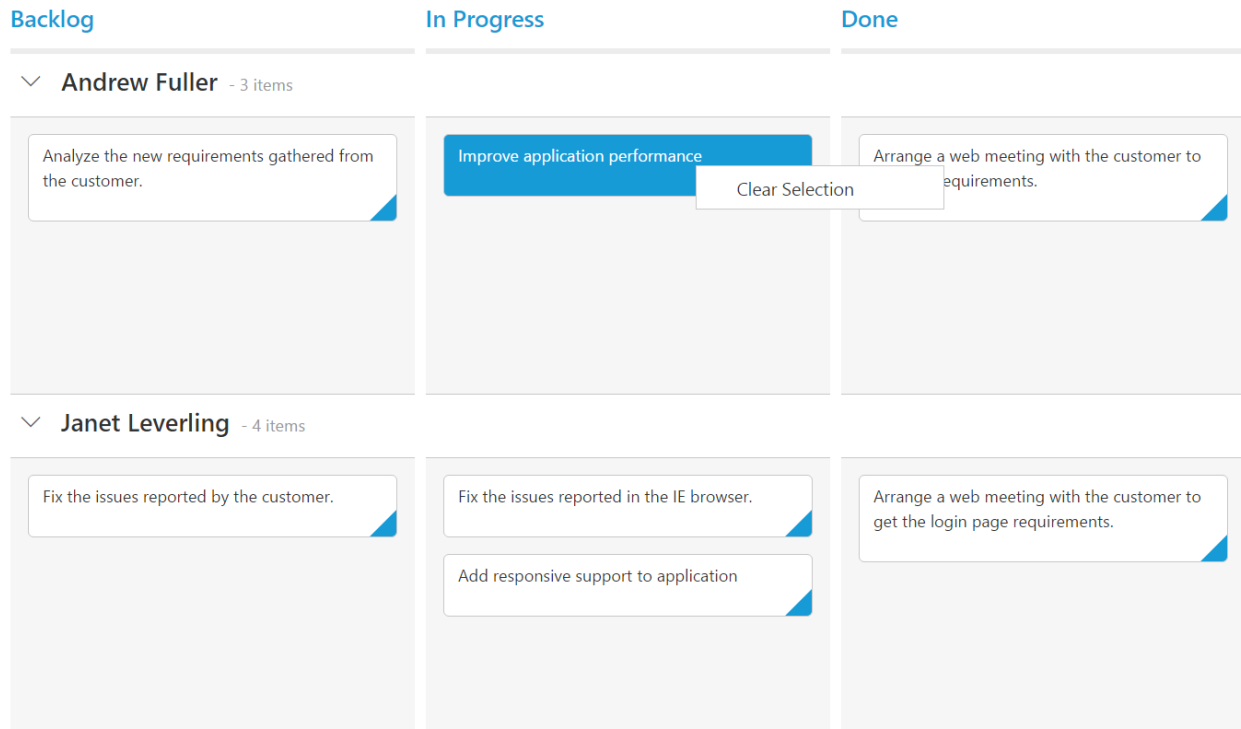 Backlog
In Progress
Done
Andrew Fuller - 3 items
Analyze the new requirements gathered from
the customer.
Improve application performance
Clear Selection
Arrange a web meeting with the customer to
equirements.
Janet Leverling - 4 items
Fix the issues reported by the customer.
Fix the issues reported in the IE browser.
Add responsive support to application
Arrange a web meeting with the customer to
get the login page requirements.